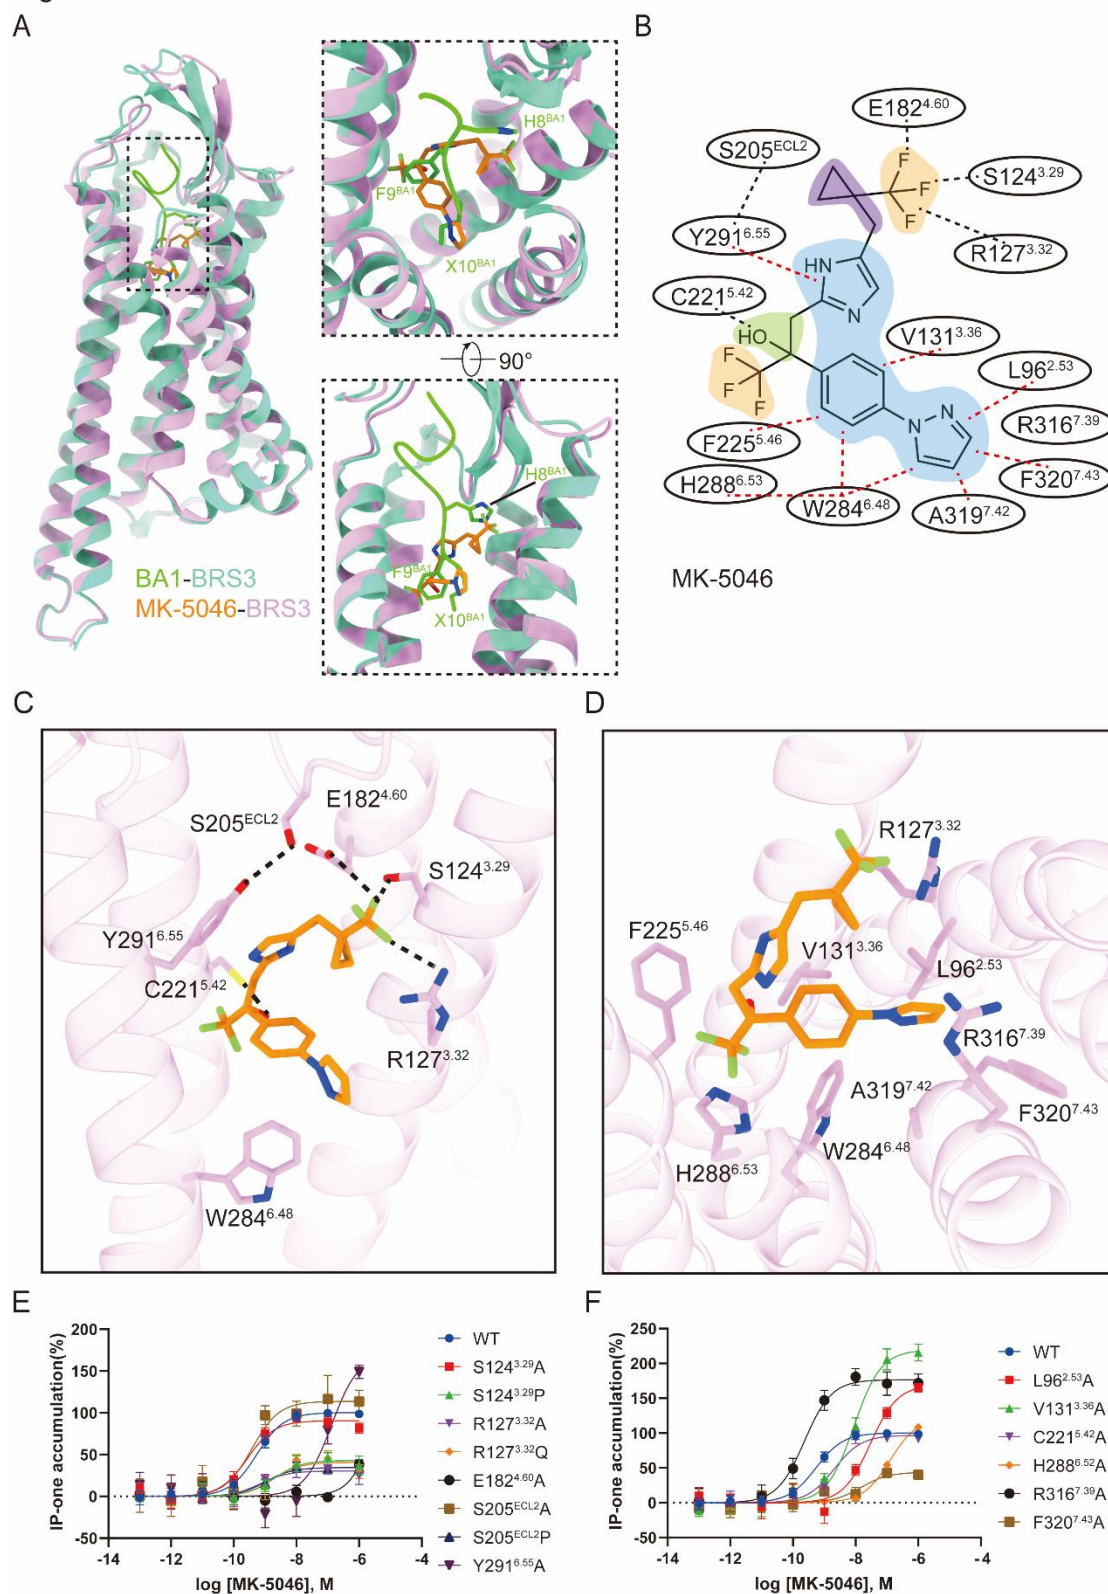 A
H8BA1
F9BA1
X10BA1
90°
H8BA1
F9BA1
X10BA1
BA1-BRS3
MK-5046-BRS3
B
E1824.60
S205ECL2
S1243.29
Y2916.55
R1273.32
C2215.42
V1313.36
L962.53
R3167.39
F2255.46
F3207.43
H2886.53
W2846.48
A3197.42
F
F
F
HN
N
HO
F
F
F
N
N
MK-5046
C
E1824.60
S205ECL2
S1243.29
Y2916.55
C2215.42
R1273.32
W2846.48
D
R1273.32
F2255.46
V1313.36
L962.53
R3167.39
A3197.42
F3207.43
W2846.48
H2886.53
E
IP-one accumulation(%)
200
150
100
50
0
-50
-14 -12 -10 -8 -6
log [MK-5046], M
WT
S1243.29A
S1243.29P
R1273.32A
R1273.32Q
E1824.60A
S205ECL2A
S205ECL2P
Y2916.55A
F
IP-one accumulation(%)
250
200
150
100
50
0
-50
-14 -12 -10 -8 -6
log [MK-5046], M
WT
L962.53A
V1313.36A
C2215.42A
H2886.52A
R3167.39A
F3207.43A